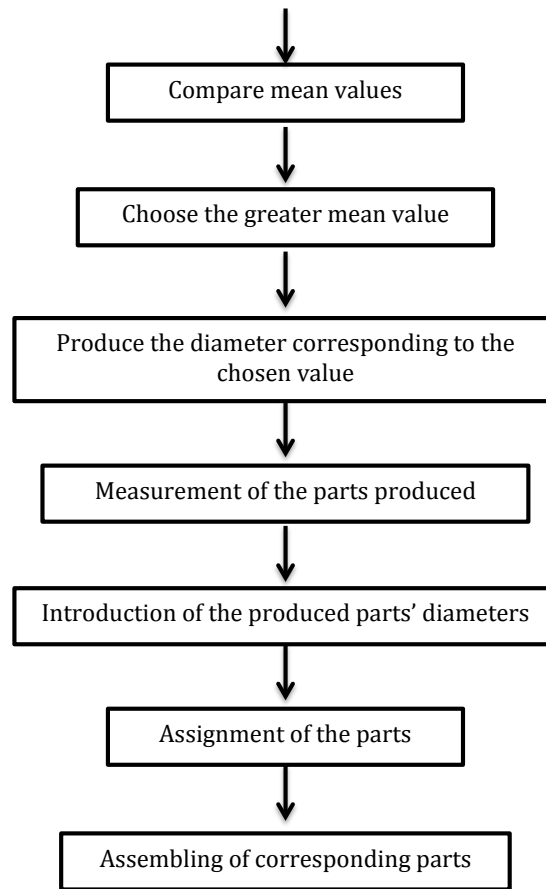 Compare mean values
Choose the greater mean value
Produce the diameter corresponding to the
chosen value
Measurement of the parts produced
Introduction of the produced parts’ diameters
Assignment of the parts
Assembling of corresponding parts